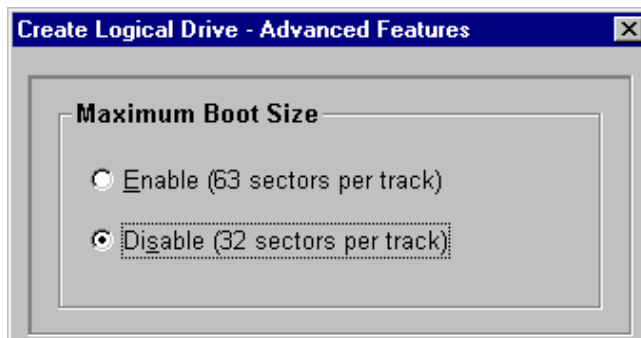 Create Logical Drive - Advanced Features
Maximum Boot Size
Enable (63 sectors per track)
Disable (32 sectors per track)